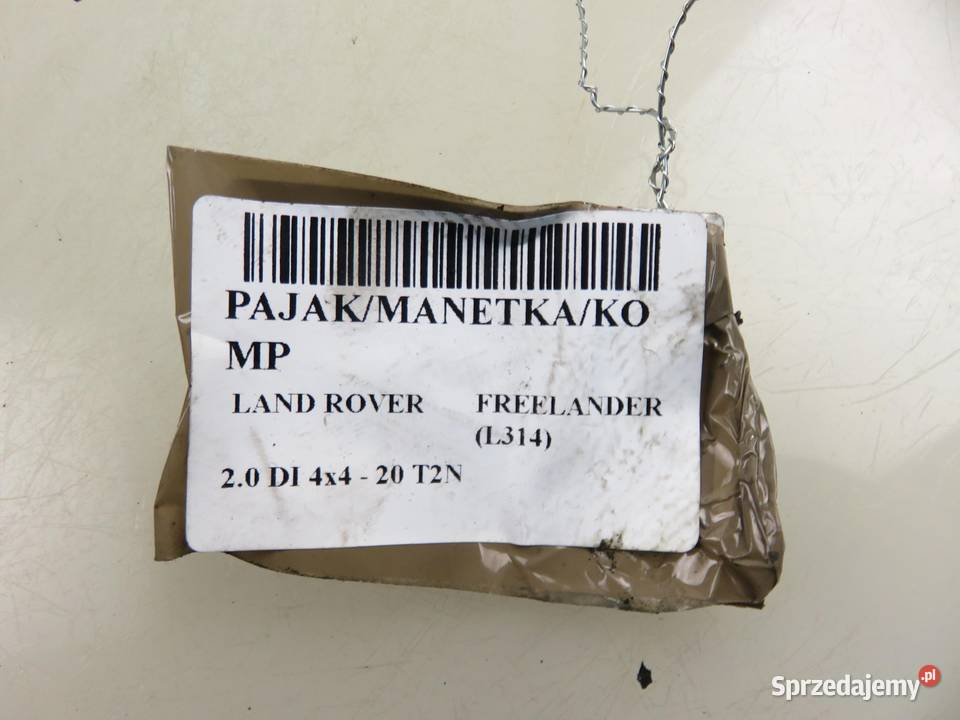 PAJAK/MANETKA/KO
MP
LAND ROVER FREELANDER
(L314)
2.0 DI 4x4 - 20 T2N
Sprzedajemy.pl